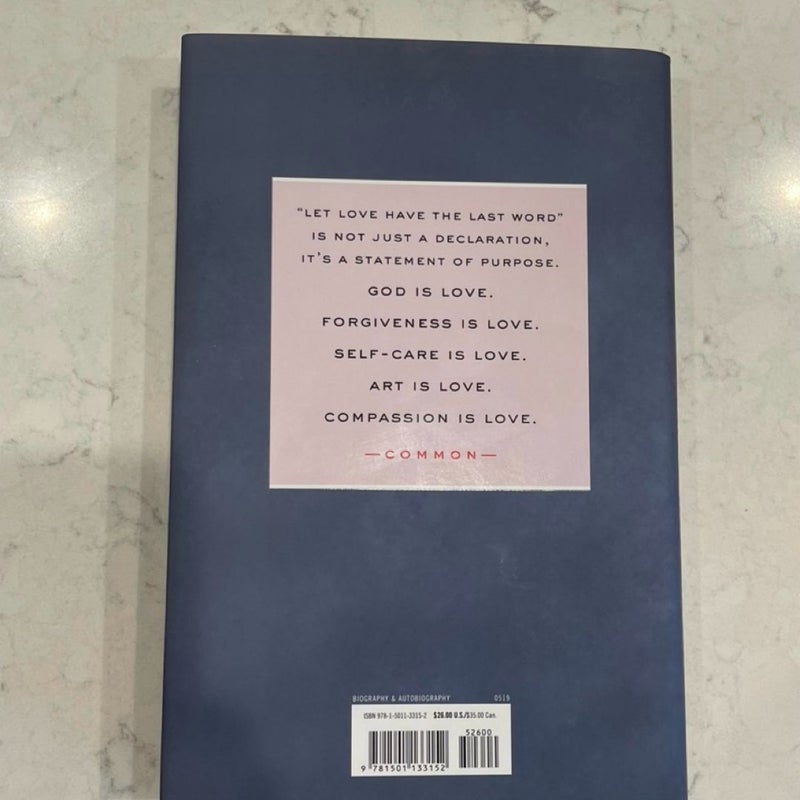 "LET LOVE HAVE THE LAST WORD"
IS NOT JUST A DECLARATION,
IT'S A STATEMENT OF PURPOSE.
GOD IS LOVE.
FORGIVENESS IS LOVE.
SELF-CARE IS LOVE.
ART IS LOVE.
COMPASSION IS LOVE.
—COMMON—
BIOGRAPHY & AUTOBIOGRAPHY 0519
ISBN 978-1-5011-3315-2 $26.00 U.S./$35.00 Can.
52600
9 781501 133152